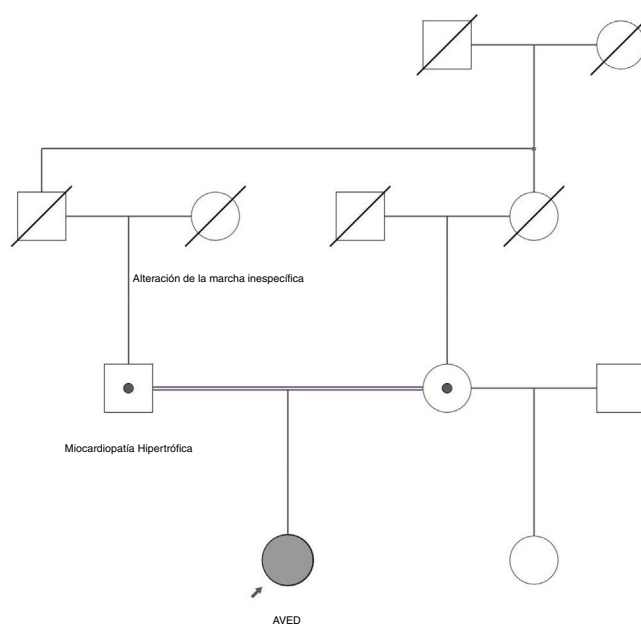 Alteración de la marcha inespecífica
Miocardiopatía Hipertrófica
AVED